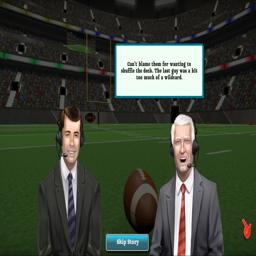 Can't blame them for wanting to
shuffle the deck. The last guy was a bit
too much of a wildcard.
Skip Story